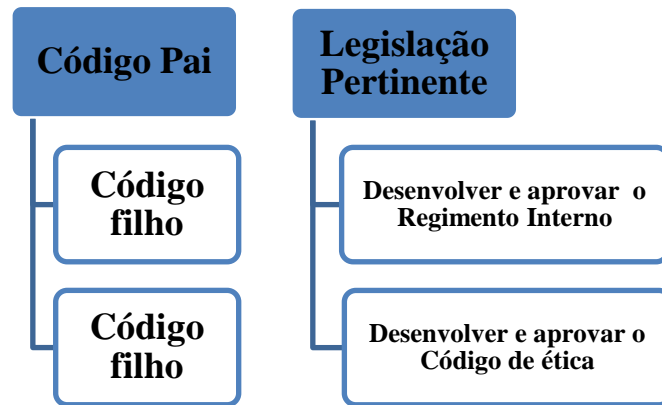 Código Pai
Código
filho
Código
filho
Legislação
Pertinente
Desenvolver e aprovar o
Regimento Interno
Desenvolver e aprovar o
Código de ética